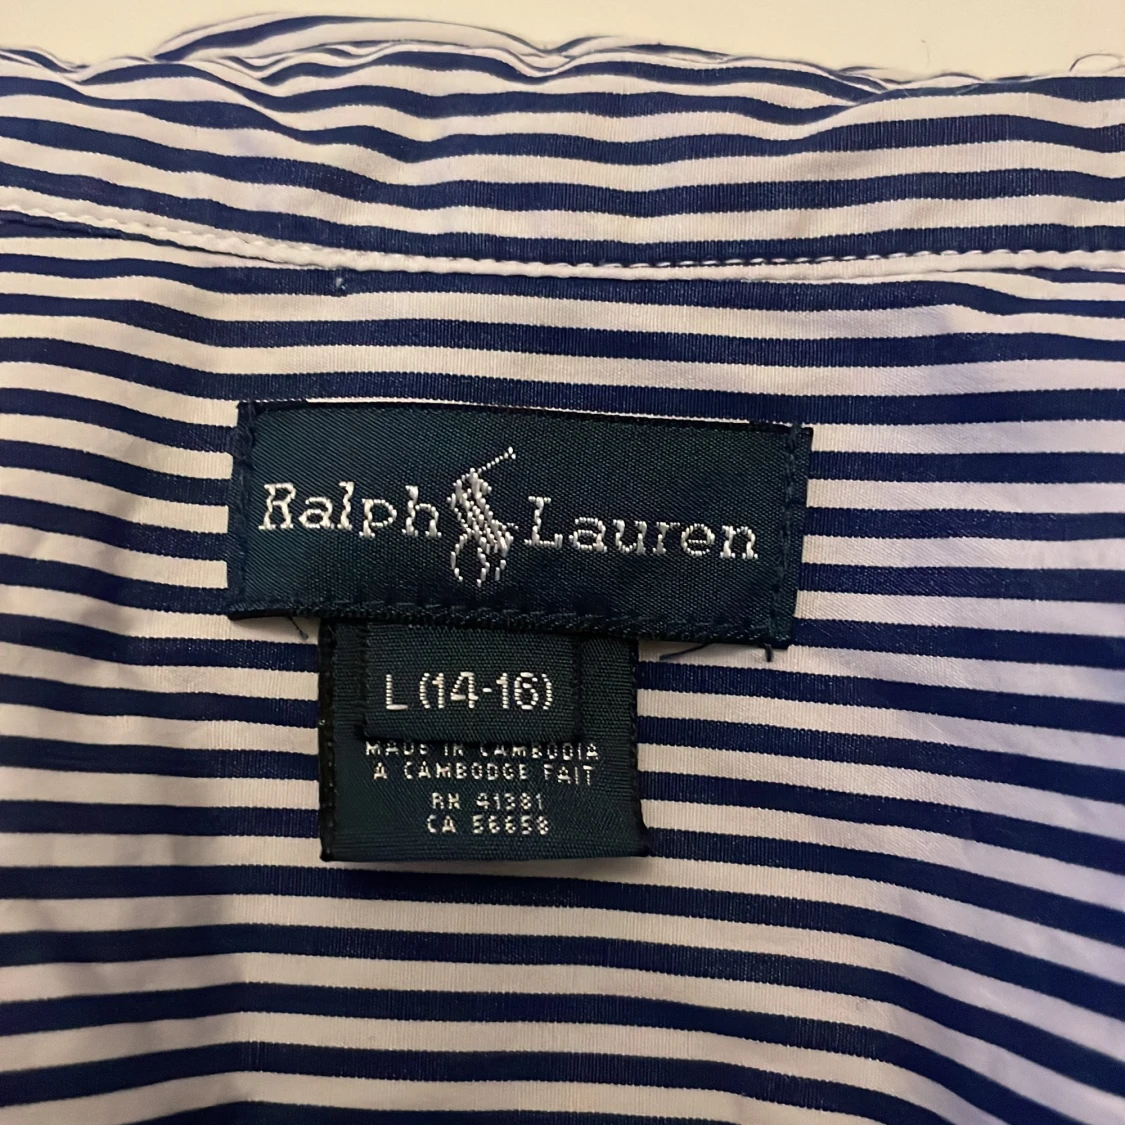 Ralph Lauren
L (14-16)
MADE IN CAMBODIA
A CAMBODGE FAIT
RN 41381
CA 56658